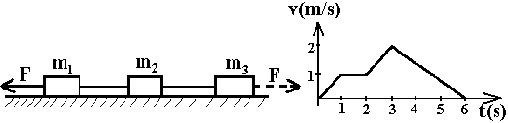 F m₁ m₂ m₃ F
v(m/s)
2
1
1 2 3 4 5 6 t(s)